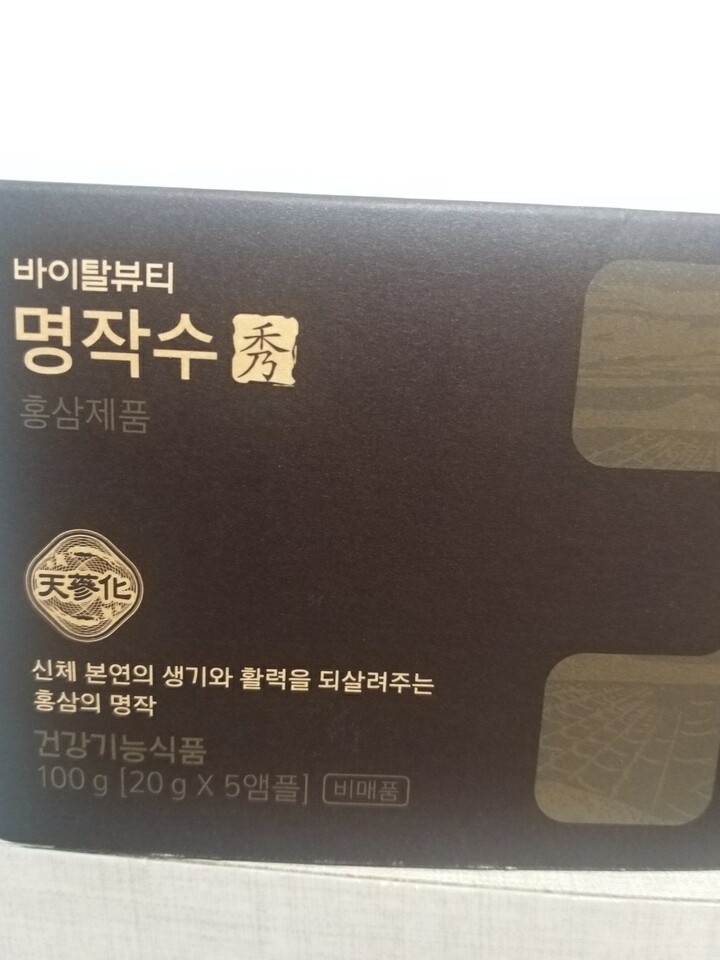 바이탈뷰티
명작수 秀
홍삼제품
天蔘化
신체 본연의 생기와 활력을 되살려주는
홍삼의 명작
건강기능식품
100 g [20 g X 5앰플] 비매품